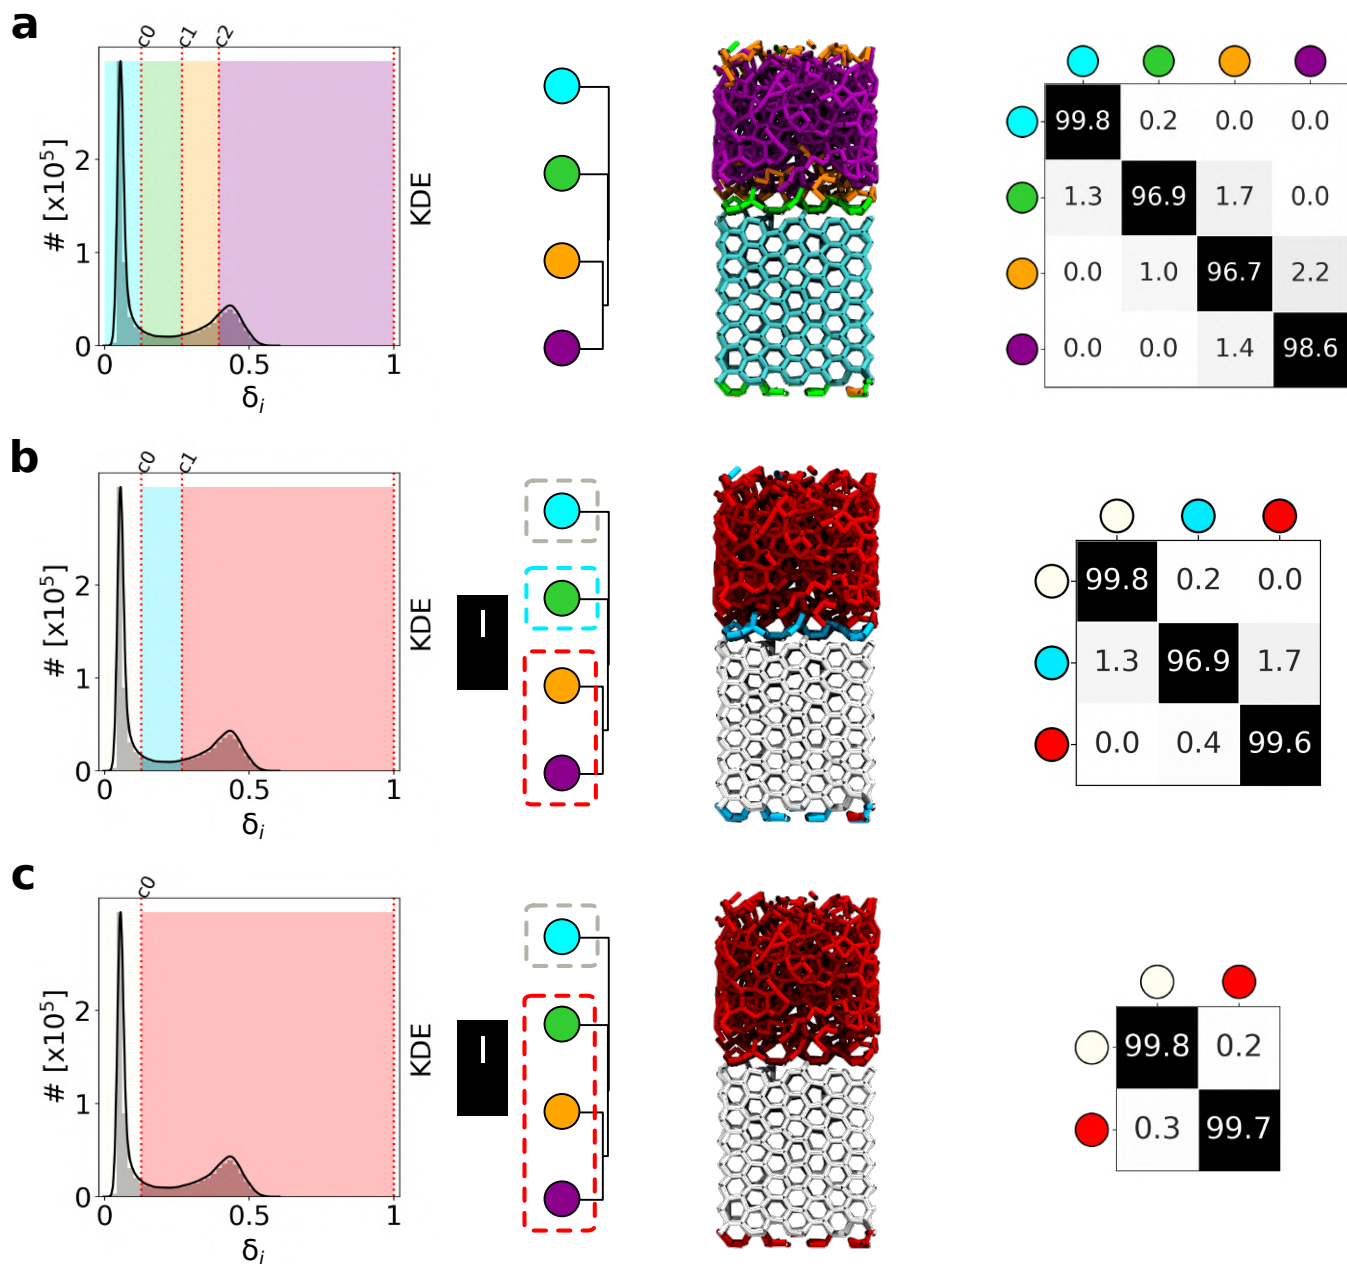 a
c0 c1 c2
# [x10⁵]
2
1
0
0 0.5 1
δi
KDE
99.8 0.2 0.0 0.0
1.3 96.9 1.7 0.0
0.0 1.0 96.7 2.2
0.0 0.0 1.4 98.6
b
c0 c1
# [x10⁵]
2
1
0
0 0.5 1
δi
KDE
99.8 0.2 0.0
1.3 96.9 1.7
0.0 0.4 99.6
c
c0
# [x10⁵]
2
1
0
0 0.5 1
δi
KDE
99.8 0.2
0.3 99.7